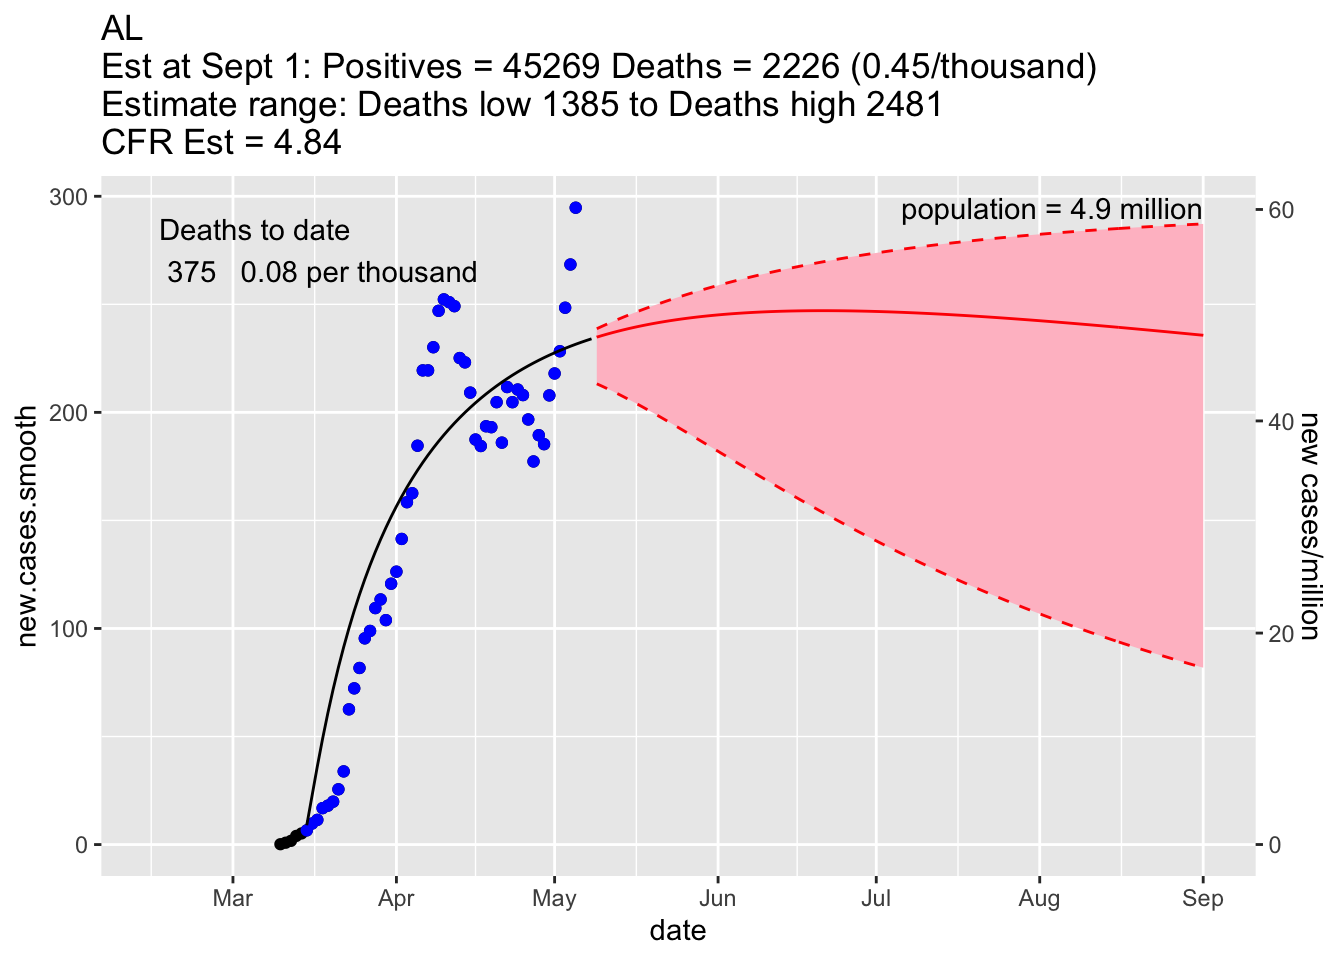 AL
Est at Sept 1: Positives = 45269 Deaths = 2226 (0.45/thousand)
Estimate range: Deaths low 1385 to Deaths high 2481
CFR Est = 4.84
population = 4.9 million
Deaths to date
375 0.08 per thousand
300
200
100
0
new.cases.smooth
60
40
20
0
new cases/million
Mar Apr May Jun Jul Aug Sep
date